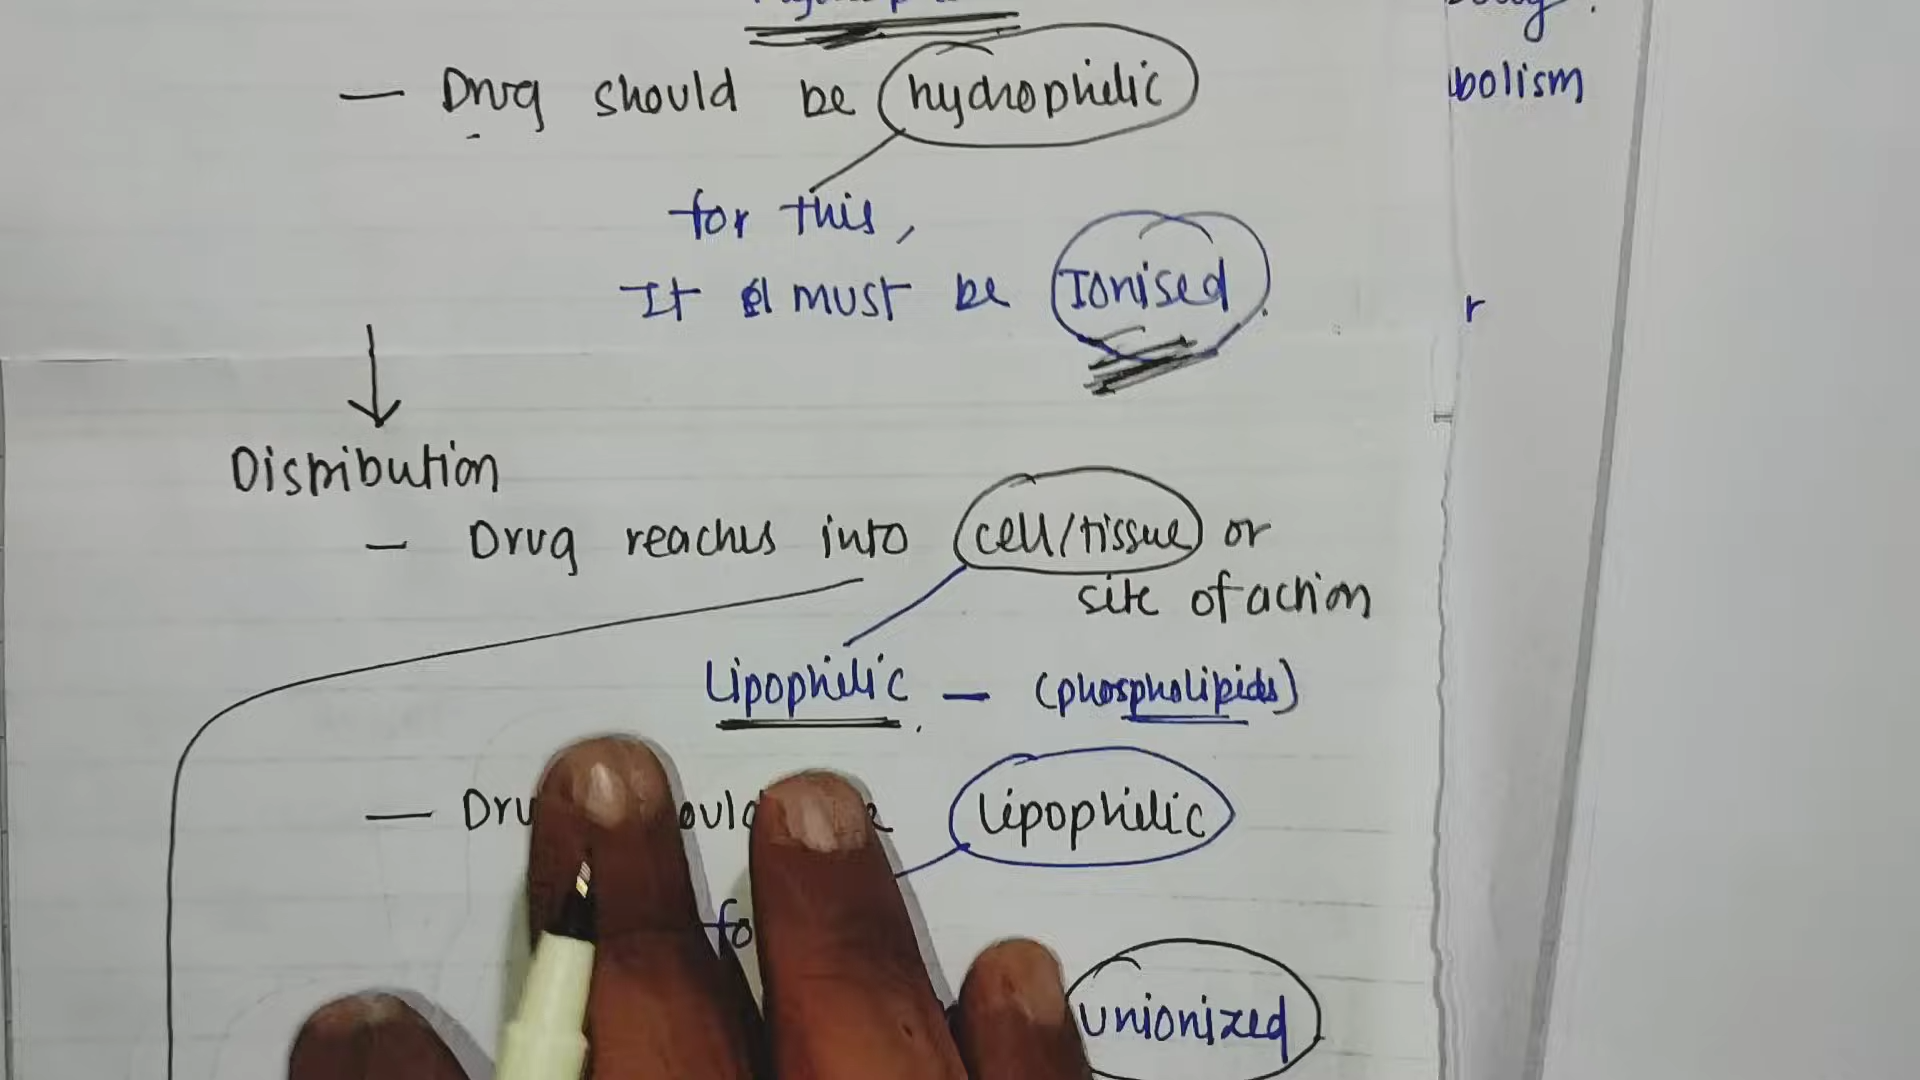 — Drug should be hydrophilic
for this,
It must be Ionised.
Distribution
— Drug reaches into cell/tissue or
site of action
Lipophilic — (phospholipids)
— be lipophilic
unionized
bolism
r